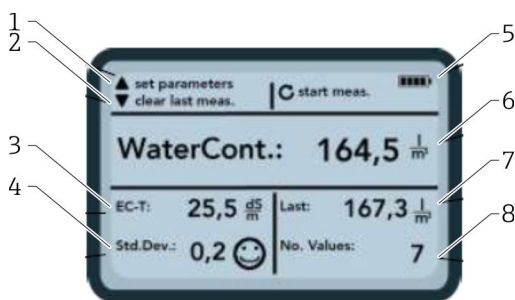 1
2
3
4
5
6
7
8
▲ set parameters
▼ clear last meas.
start meas.
WaterCont.: 164,5 l/m³
EC-T: 25,5 dS/m
Last: 167,3 l/m³
Std.Dev.: 0,2
No. Values: 7